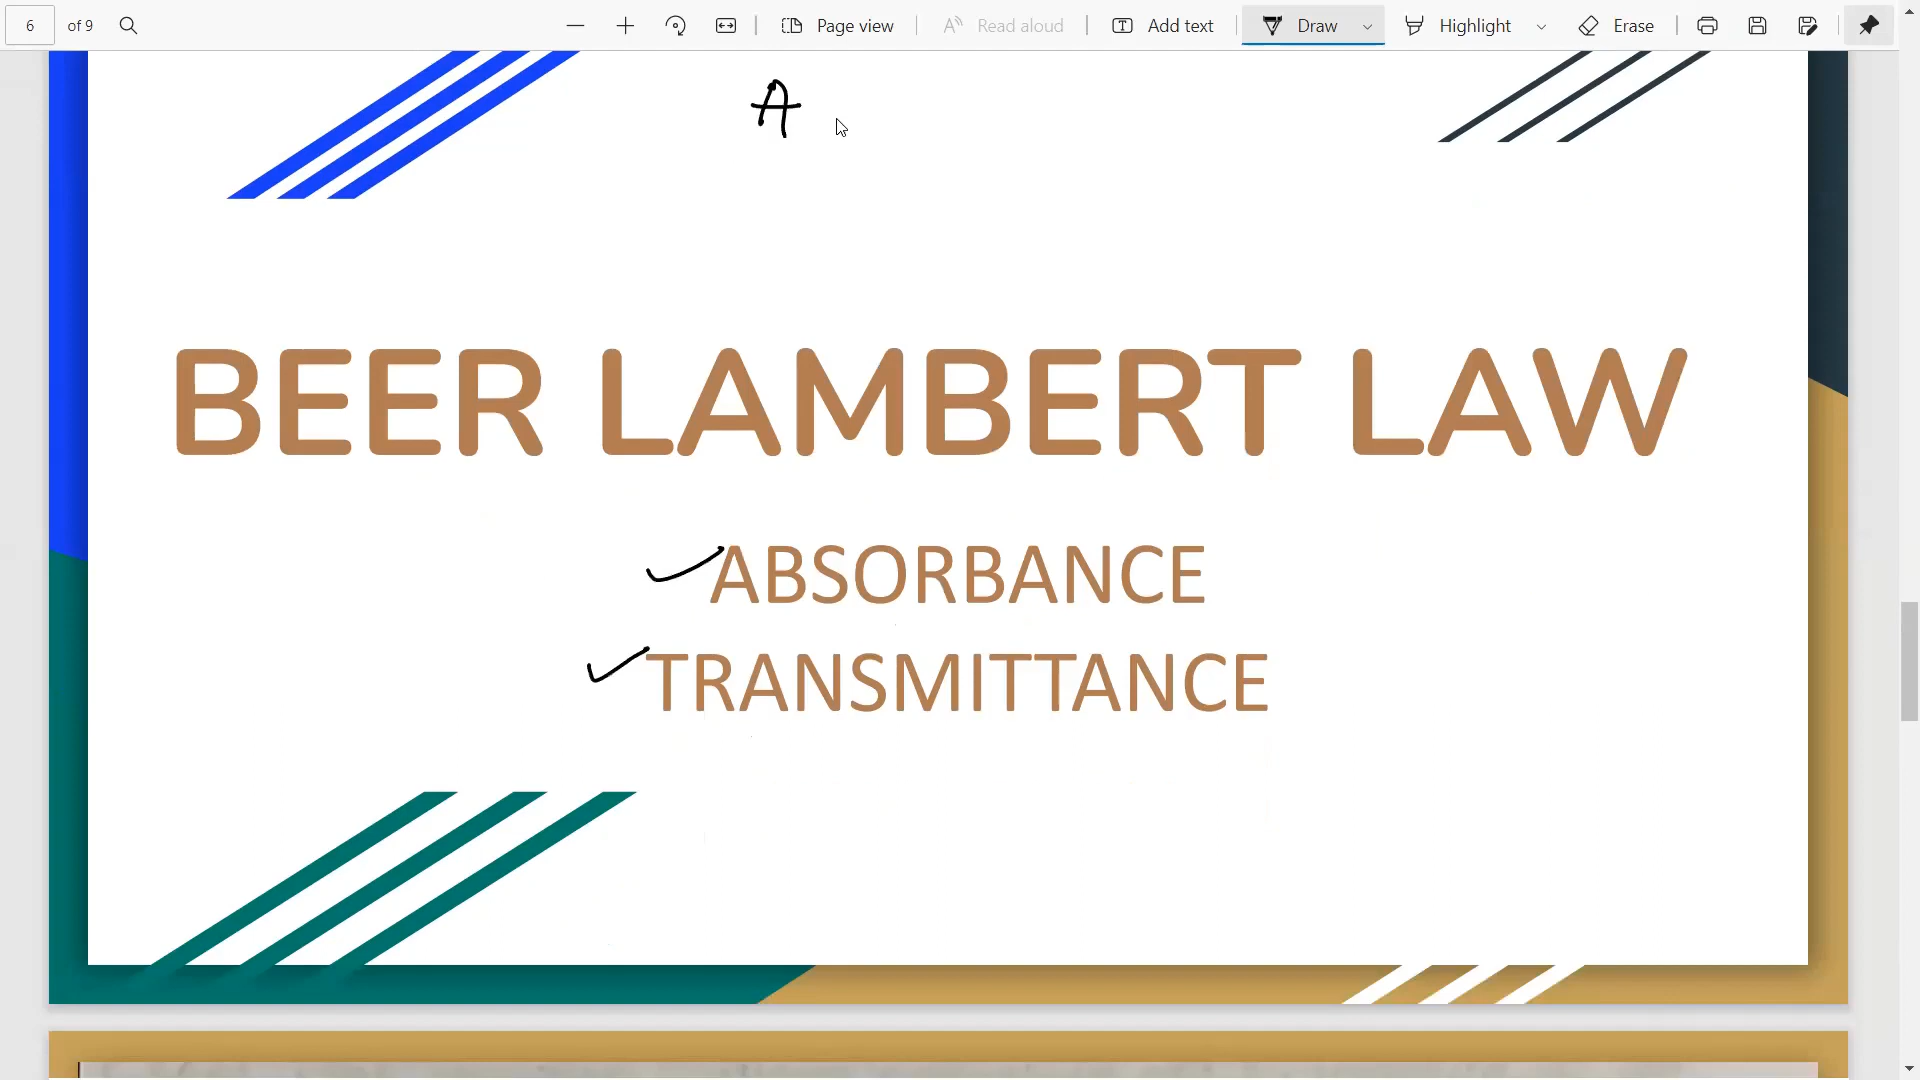 6 of 9 Page view Read aloud Add text Draw Highlight Erase
A
BEER LAMBERT LAW
ABSORBANCE
TRANSMITTANCE